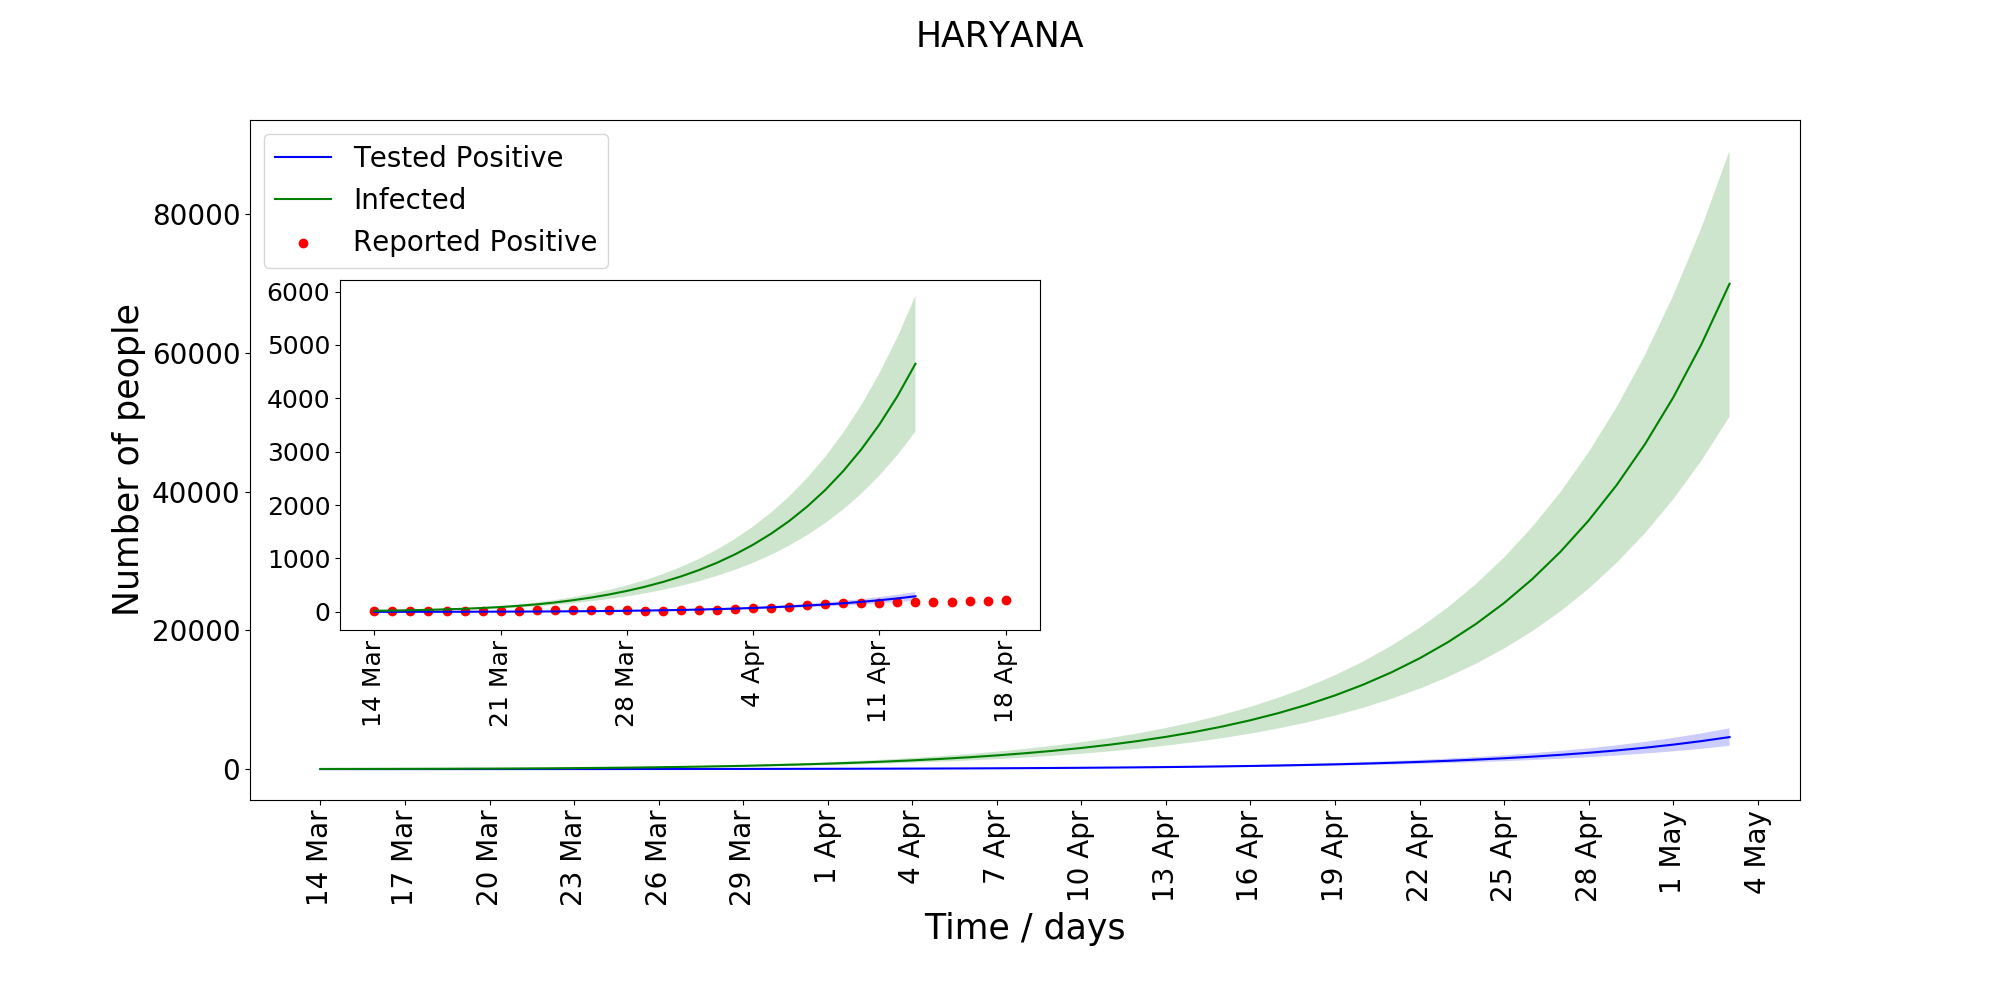 HARYANA
Tested Positive
Infected
Reported Positive
Number of people
80000
60000
40000
20000
0
6000
5000
4000
3000
2000
1000
0
14 Mar
21 Mar
28 Mar
4 Apr
11 Apr
18 Apr
14 Mar
17 Mar
20 Mar
23 Mar
26 Mar
29 Mar
1 Apr
4 Apr
7 Apr
10 Apr
13 Apr
16 Apr
19 Apr
22 Apr
25 Apr
28 Apr
1 May
4 May
Time / days